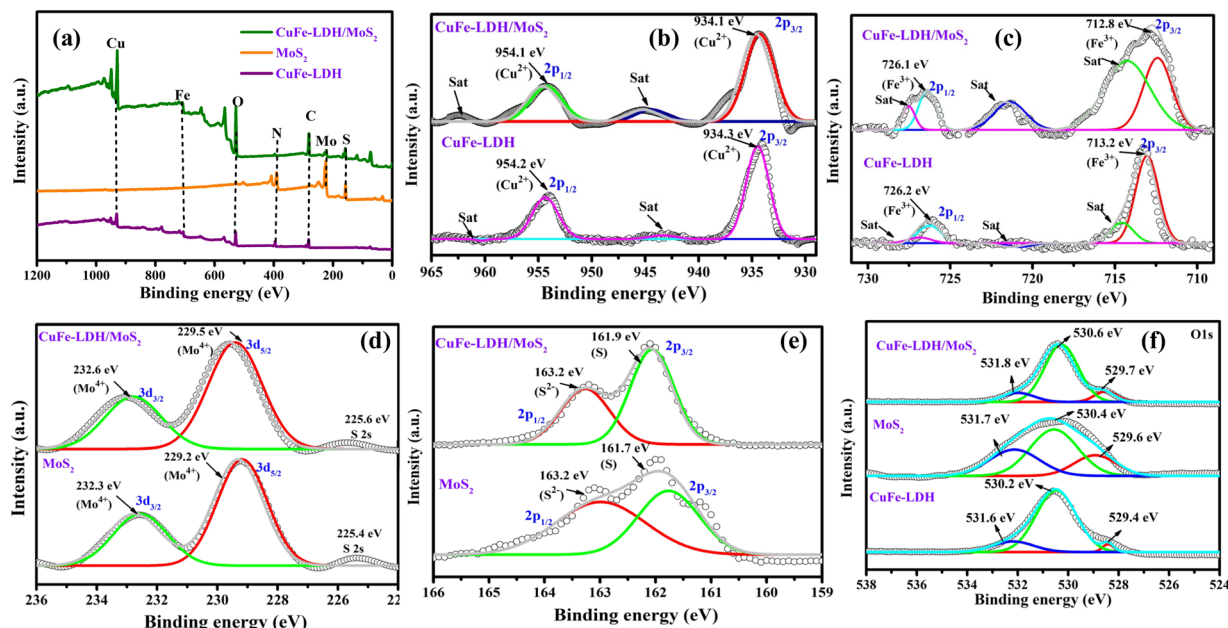 (a)
CuFe-LDH/MoS2
MoS2
CuFe-LDH
Cu
Fe
O
N
C
Mo
S
Intensity (a.u.)
1200 1000 800 600 400 200 0
Binding energy (eV)
(b)
CuFe-LDH/MoS2
954.1 eV
(Cu2+)
2p1/2
Sat
Sat
934.1 eV
(Cu2+)
2p3/2
CuFe-LDH
954.2 eV
(Cu2+)
2p1/2
Sat
Sat
934.3 eV
(Cu2+)
2p3/2
Intensity (a.u.)
965 960 955 950 945 940 935 930
Binding energy (eV)
(c)
CuFe-LDH/MoS2
726.1 eV
(Fe3+)
2p1/2
Sat
Sat
Sat
712.8 eV
(Fe3+)
2p3/2
CuFe-LDH
726.2 eV
(Fe3+)
2p1/2
Sat
Sat
Sat
713.2 eV
(Fe3+)
2p3/2
Intensity (a.u.)
730 725 720 715 710
Binding energy (eV)
(d)
CuFe-LDH/MoS2
229.5 eV
(Mo4+)
3d5/2
232.6 eV
(Mo4+)
3d3/2
225.6 eV
S 2s
MoS2
229.2 eV
(Mo4+)
3d5/2
232.3 eV
(Mo4+)
3d3/2
225.4 eV
S 2s
Intensity (a.u.)
236 234 232 230 228 226 22
Binding energy (eV)
(e)
CuFe-LDH/MoS2
161.9 eV
(S)
2p3/2
163.2 eV
(S2-)
2p1/2
MoS2
161.7 eV
(S)
2p3/2
163.2 eV
(S2-)
2p1/2
Intensity (a.u.)
166 165 164 163 162 161 160 159
Binding energy (eV)
(f)
O1s
CuFe-LDH/MoS2
530.6 eV
531.8 eV
529.7 eV
MoS2
530.4 eV
531.7 eV
529.6 eV
CuFe-LDH
530.2 eV
531.6 eV
529.4 eV
Intensity (a.u.)
538 536 534 532 530 528 526 524
Binding energy (eV)